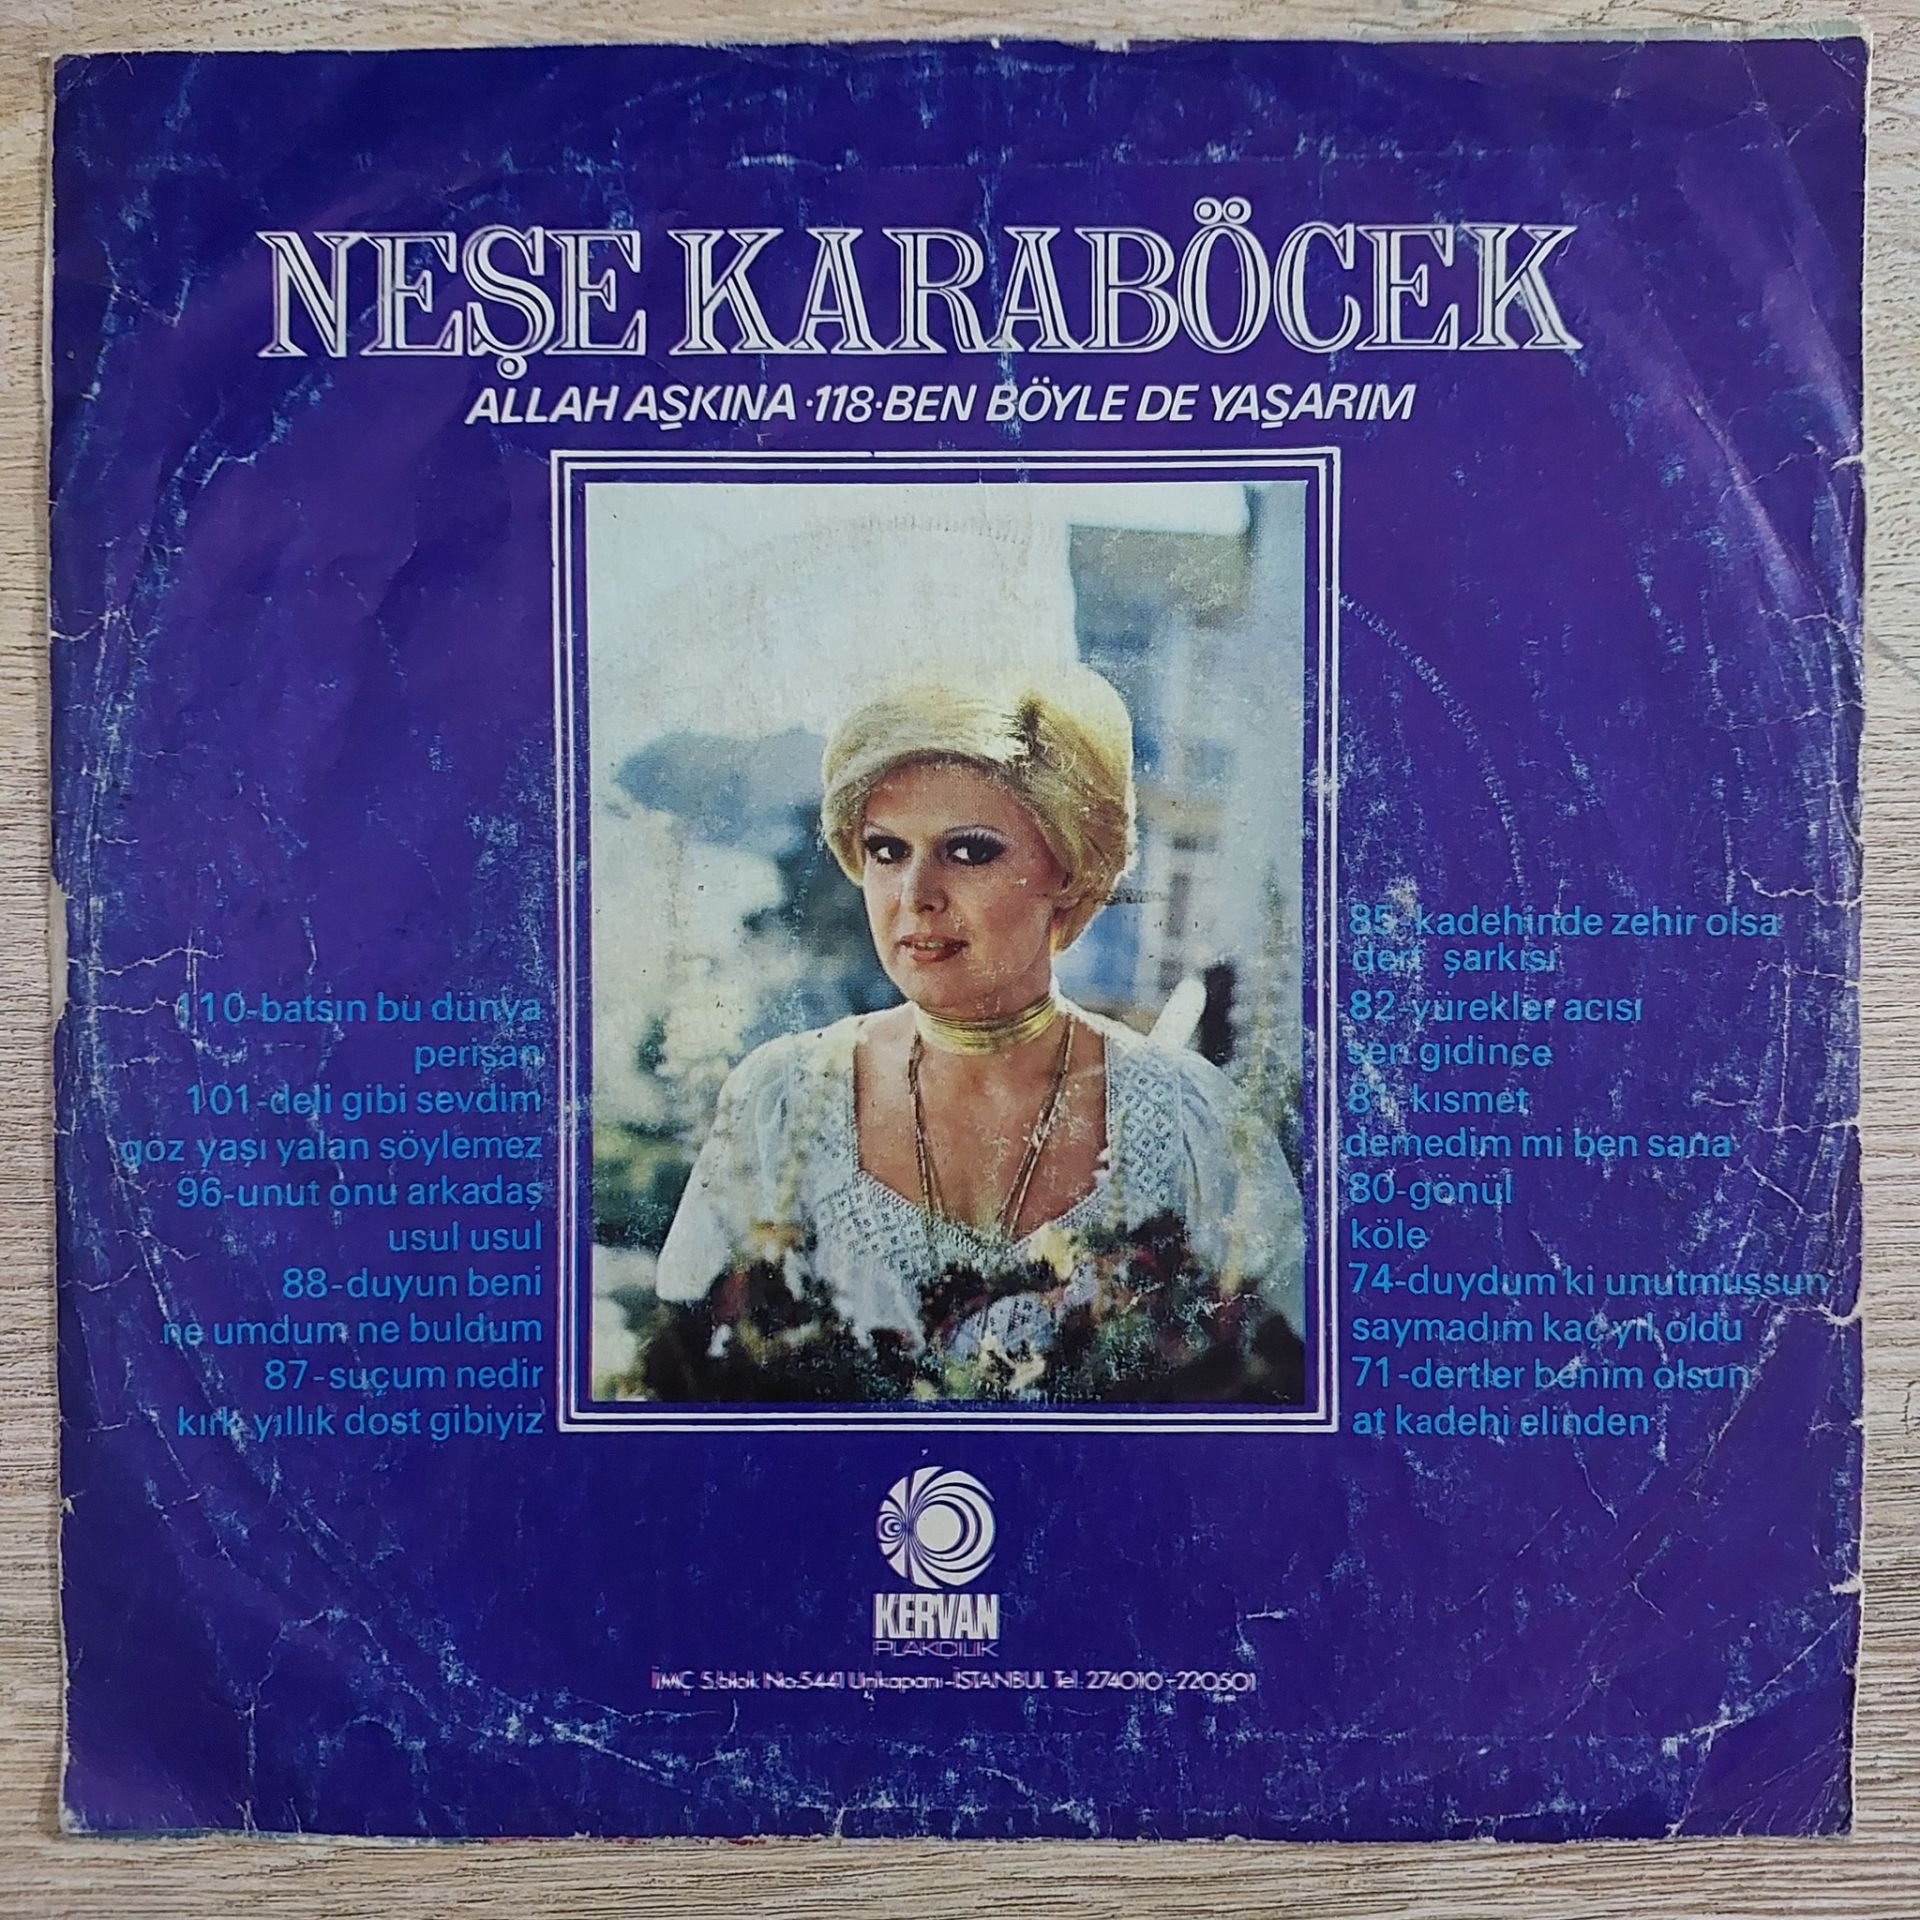 NEŞE KARABÖCEK
ALLAH AŞKINA·118·BEN BÖYLE DE YAŞARIM
110-batsın bu dünya
perişan
101-deli gibi sevdim
göz yaşı yalan söylemez
96-unut onu arkadaş
usul usul
88-duyun beni
ne umdum ne buldum
87-suçum nedir
kırk yıllık dost gibiyiz
85-kadehinde zehir olsa
dert şarkısı
82-yürekler acısı
sen gidince
81-kısmet
demedim mi ben sana
80-gönül
köle
74-duydum ki unutmussun
saymadım kaç yıl oldu
71-dertler benim olsun
at kadehi elinden
KERVAN
PLAKÇILIK
İMÇ 5.blok No.5441 Unkapanı-İSTANBUL Tel. 274010-220501